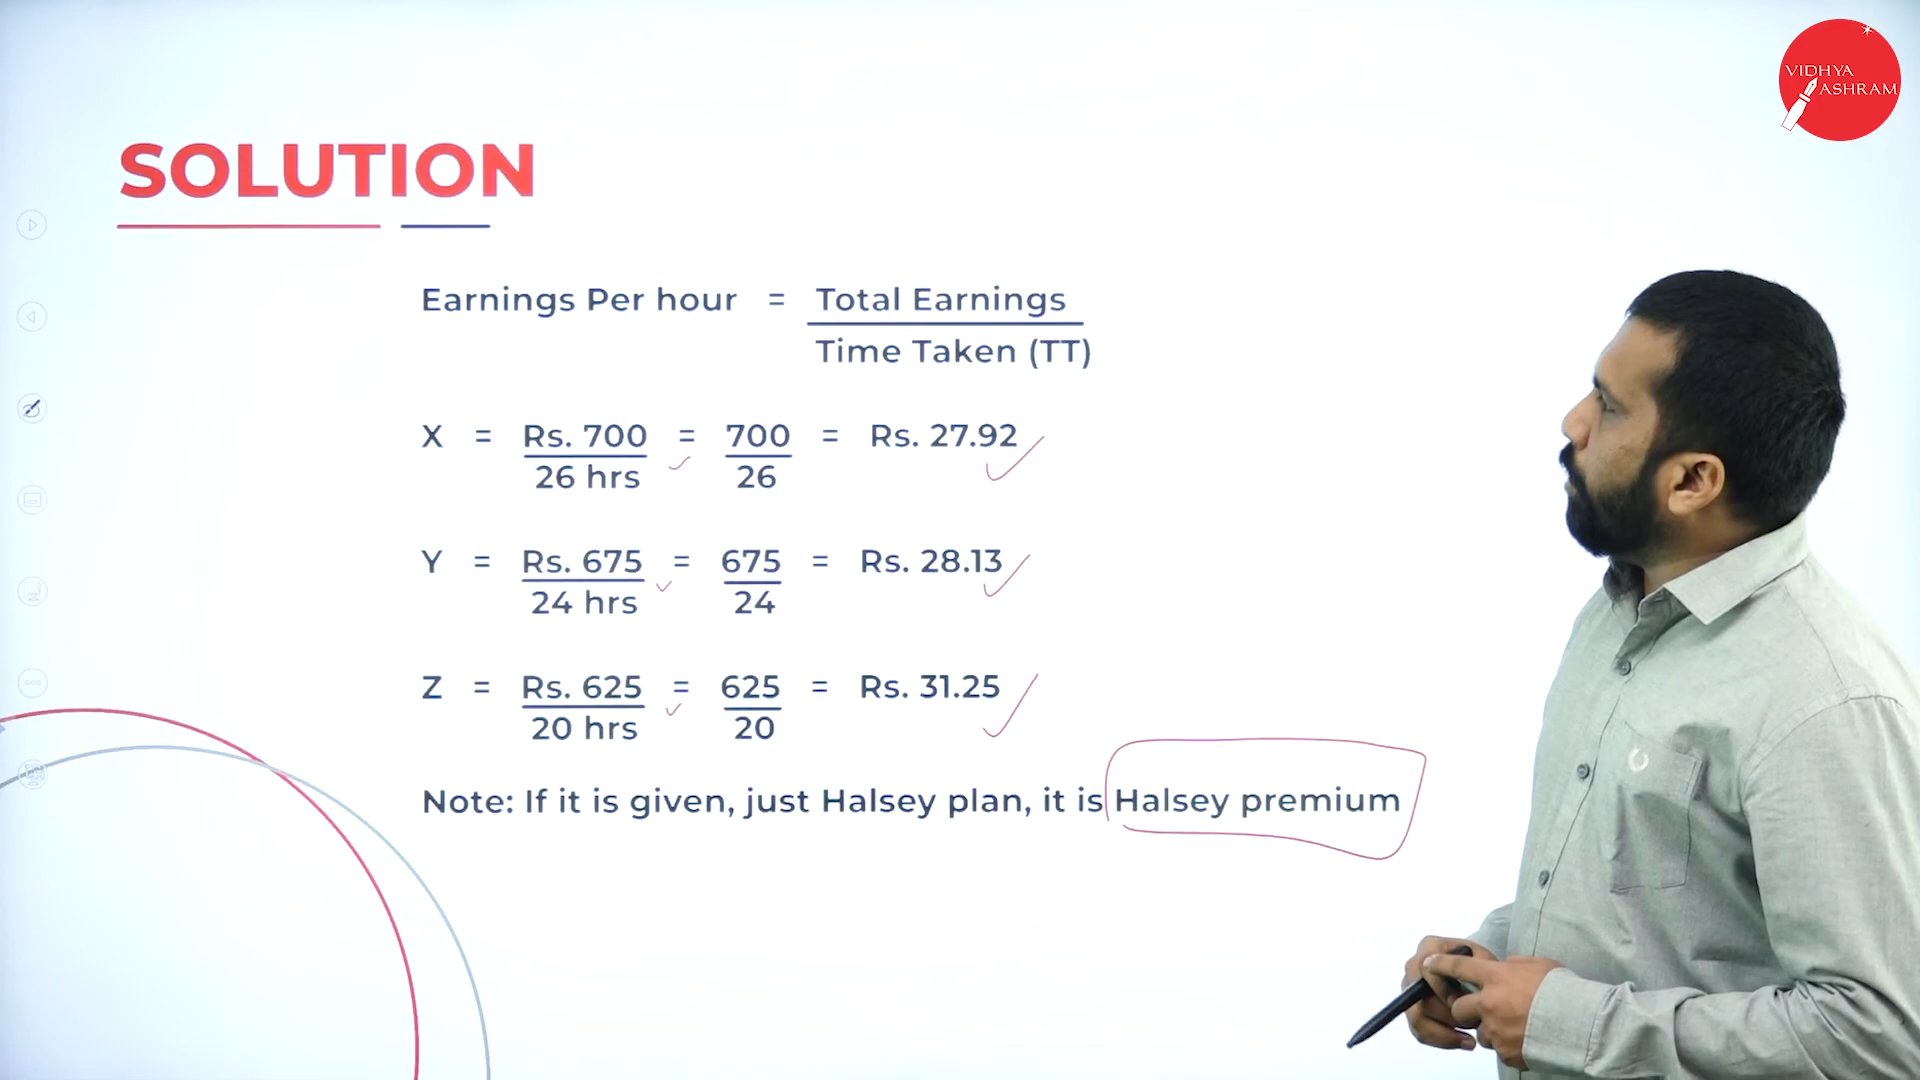 VIDHYA
ASHRAM
SOLUTION
Earnings Per hour = Total Earnings
Time Taken (TT)
X = Rs. 700 = 700 = Rs. 27.92
26 hrs 26
Y = Rs. 675 = 675 = Rs. 28.13
24 hrs 24
Z = Rs. 625 = 625 = Rs. 31.25
20 hrs 20
Note: If it is given, just Halsey plan, it is Halsey premium